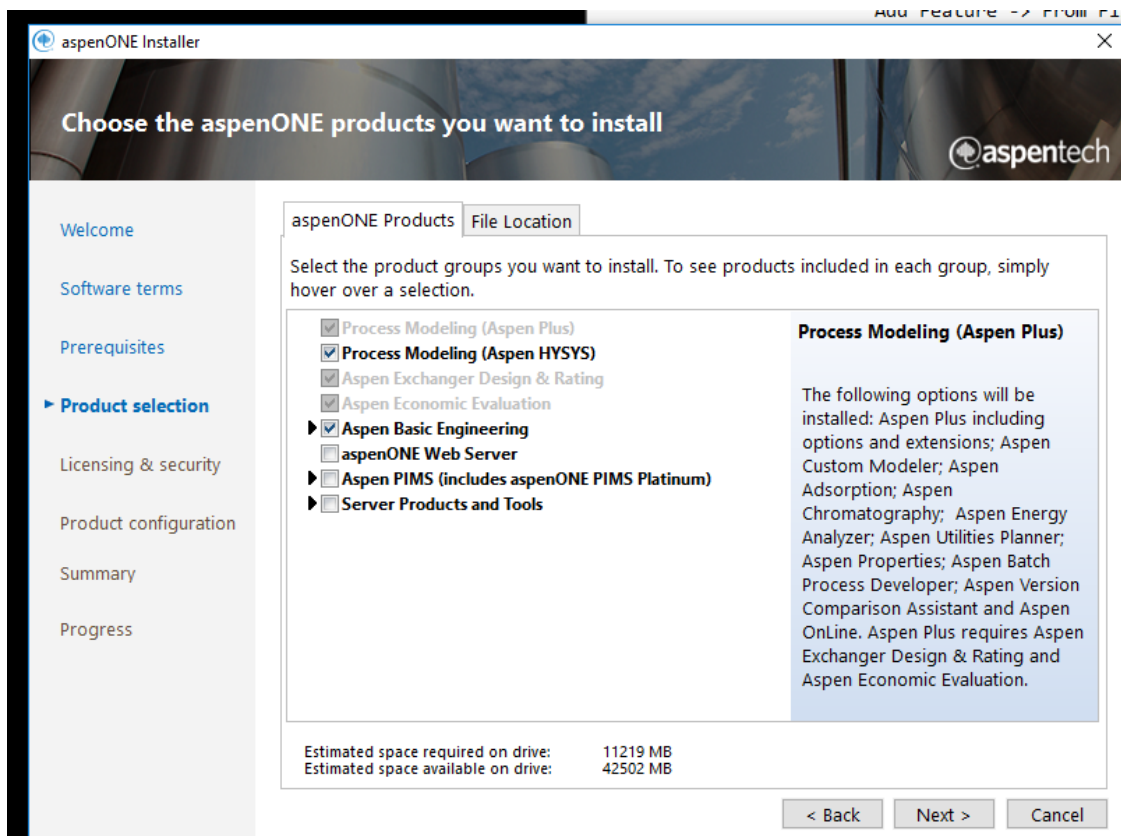 Add Feature -> From Fi
aspenONE Installer
Choose the aspenONE products you want to install
aspentech
Welcome
Software terms
Prerequisites
Product selection
Licensing & security
Product configuration
Summary
Progress
aspenONE Products
File Location
Select the product groups you want to install. To see products included in each group, simply
hover over a selection.
Process Modeling (Aspen Plus)
Process Modeling (Aspen HYSYS)
Aspen Exchanger Design & Rating
Aspen Economic Evaluation
Aspen Basic Engineering
aspenONE Web Server
Aspen PIMS (includes aspenONE PIMS Platinum)
Server Products and Tools
Process Modeling (Aspen Plus)
The following options will be
installed: Aspen Plus including
options and extensions; Aspen
Custom Modeler; Aspen
Adsorption; Aspen
Chromatography; Aspen Energy
Analyzer; Aspen Utilities Planner;
Aspen Properties; Aspen Batch
Process Developer; Aspen Version
Comparison Assistant and Aspen
OnLine. Aspen Plus requires Aspen
Exchanger Design & Rating and
Aspen Economic Evaluation.
Estimated space required on drive: 11219 MB
Estimated space available on drive: 42502 MB
< Back
Next >
Cancel